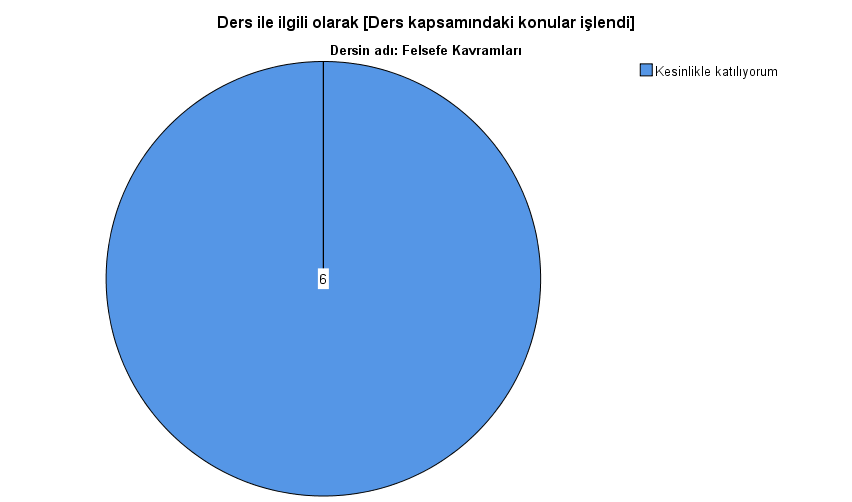 Ders ile ilgili olarak [Ders kapsamındaki konular işlendi]
Dersin adı: Felsefe Kavramları
Kesinlikle katılıyorum
6